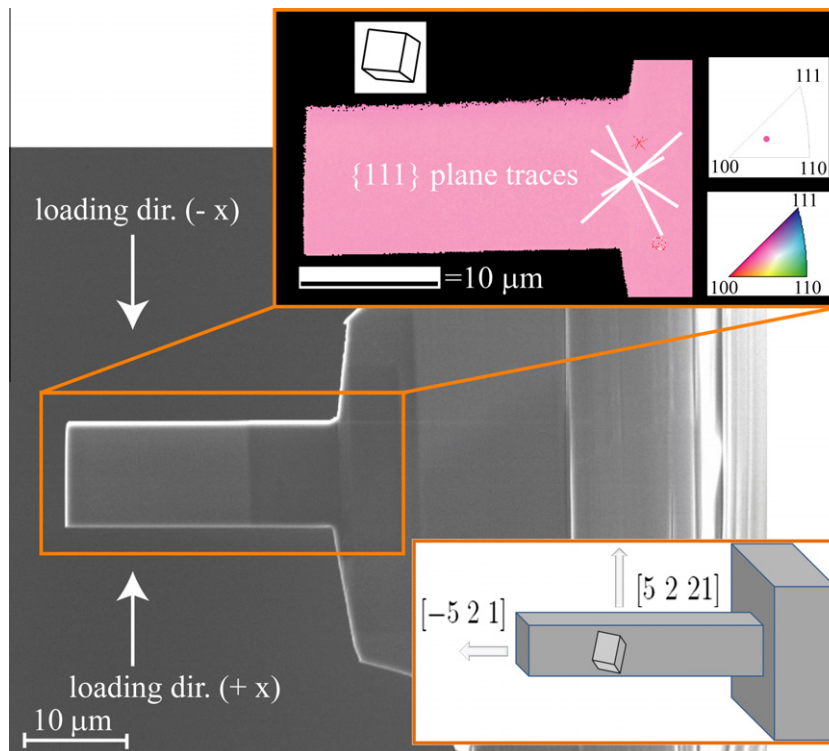 111
100
110
{111} plane traces
111
=10 μm
100
110
loading dir. (- x)
[5 2 21]
[−5 2 1]
loading dir. (+ x)
10 μm